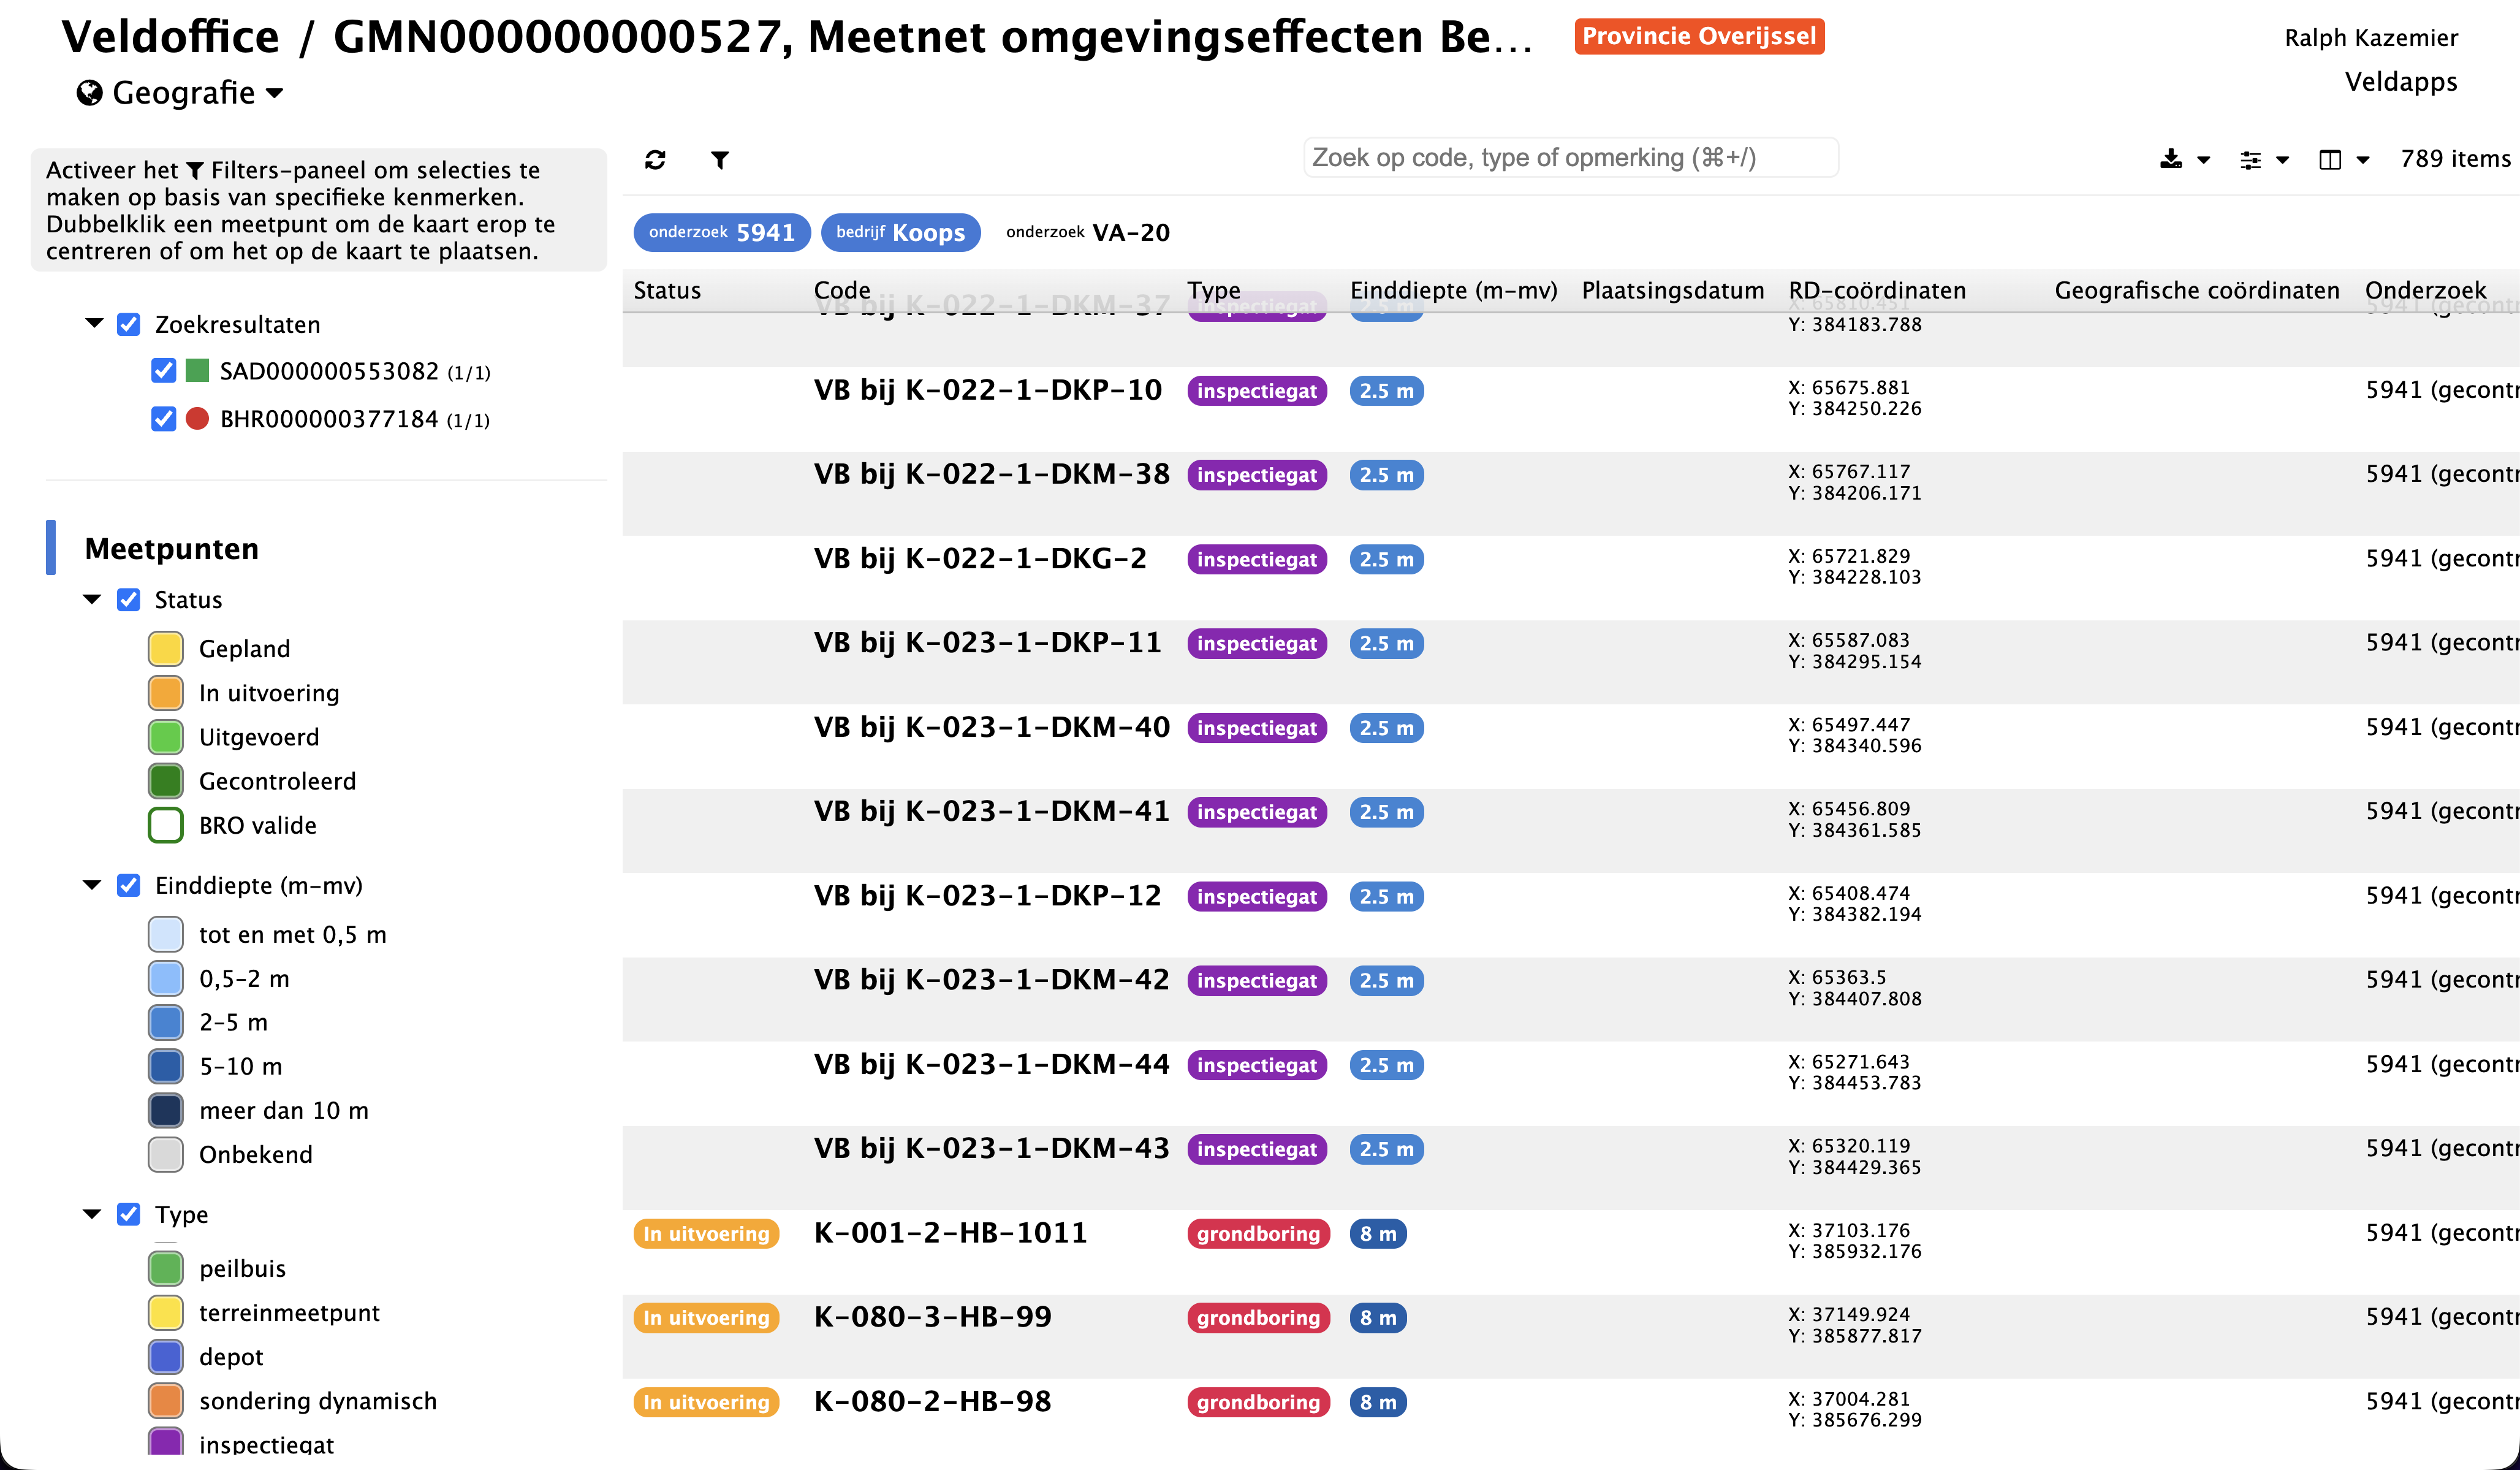 Veldoffice / GMN000000000527, Meetnet omgevingseffecten Be...
Provincie Overijssel
Ralph Kazemier
Veldapps
Geografie
Activeer het Filters-paneel om selecties te
maken op basis van specifieke kenmerken.
Dubbelklik een meetpunt om de kaart erop te
centreren of om het op de kaart te plaatsen.
Zoekresultaten
SAD000000553082 (1/1)
BHR000000377184 (1/1)
Meetpunten
Status
Gepland
In uitvoering
Uitgevoerd
Gecontroleerd
BRO valide
Einddiepte (m-mv)
tot en met 0,5 m
0,5-2 m
2-5 m
5-10 m
meer dan 10 m
Onbekend
Type
peilbuis
terreinmeetpunt
depot
sondering dynamisch
inspectiegat
Zoek op code, type of opmerking (⌘+/)
789 items
onderzoek 5941 bedrijf Koops onderzoek VA-20
Status Code Type Einddiepte (m-mv) Plaatsingsdatum RD-coördinaten Geografische coördinaten Onderzoek
VB bij K-022-1-DKM-37 inspectiegat 2.5 m X: 65810.451 5941 (gecontr
Y: 384183.788
VB bij K-022-1-DKP-10 inspectiegat 2.5 m X: 65675.881 5941 (gecontr
Y: 384250.226
VB bij K-022-1-DKM-38 inspectiegat 2.5 m X: 65767.117 5941 (gecontr
Y: 384206.171
VB bij K-022-1-DKG-2 inspectiegat 2.5 m X: 65721.829 5941 (gecontr
Y: 384228.103
VB bij K-023-1-DKP-11 inspectiegat 2.5 m X: 65587.083 5941 (gecontr
Y: 384295.154
VB bij K-023-1-DKM-40 inspectiegat 2.5 m X: 65497.447 5941 (gecontr
Y: 384340.596
VB bij K-023-1-DKM-41 inspectiegat 2.5 m X: 65456.809 5941 (gecontr
Y: 384361.585
VB bij K-023-1-DKP-12 inspectiegat 2.5 m X: 65408.474 5941 (gecontr
Y: 384382.194
VB bij K-023-1-DKM-42 inspectiegat 2.5 m X: 65363.5 5941 (gecontr
Y: 384407.808
VB bij K-023-1-DKM-44 inspectiegat 2.5 m X: 65271.643 5941 (gecontr
Y: 384453.783
VB bij K-023-1-DKM-43 inspectiegat 2.5 m X: 65320.119 5941 (gecontr
Y: 384429.365
In uitvoering K-001-2-HB-1011 grondboring 8 m X: 37103.176 5941 (gecontr
Y: 385932.176
In uitvoering K-080-3-HB-99 grondboring 8 m X: 37149.924 5941 (gecontr
Y: 385877.817
In uitvoering K-080-2-HB-98 grondboring 8 m X: 37004.281 5941 (gecontr
Y: 385676.299